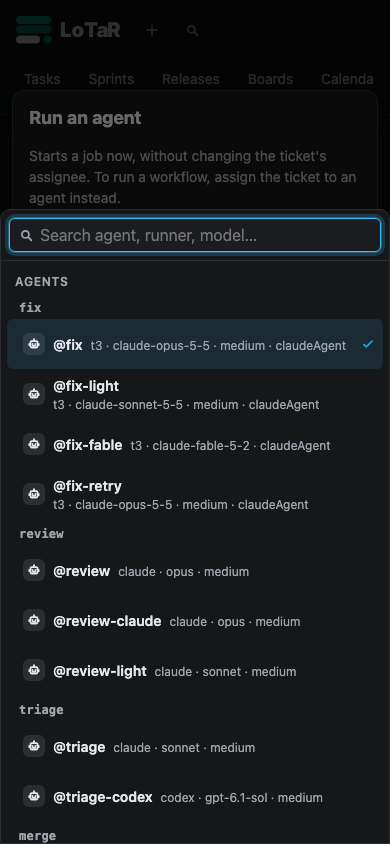 LoTaR
Tasks Sprints Releases Boards Calenda
Run an agent
Starts a job now, without changing the ticket's
assignee. To run a workflow, assign the ticket to an
agent instead.
Search agent, runner, model...
AGENTS
fix
@fix t3 · claude-opus-5-5 · medium · claudeAgent
@fix-light
t3 · claude-sonnet-5-5 · medium · claudeAgent
@fix-fable t3 · claude-fable-5-2 · claudeAgent
@fix-retry
t3 · claude-opus-5-5 · medium · claudeAgent
review
@review claude · opus · medium
@review-claude claude · opus · medium
@review-light claude · sonnet · medium
triage
@triage claude · sonnet · medium
@triage-codex codex · gpt-6.1-sol · medium
merge